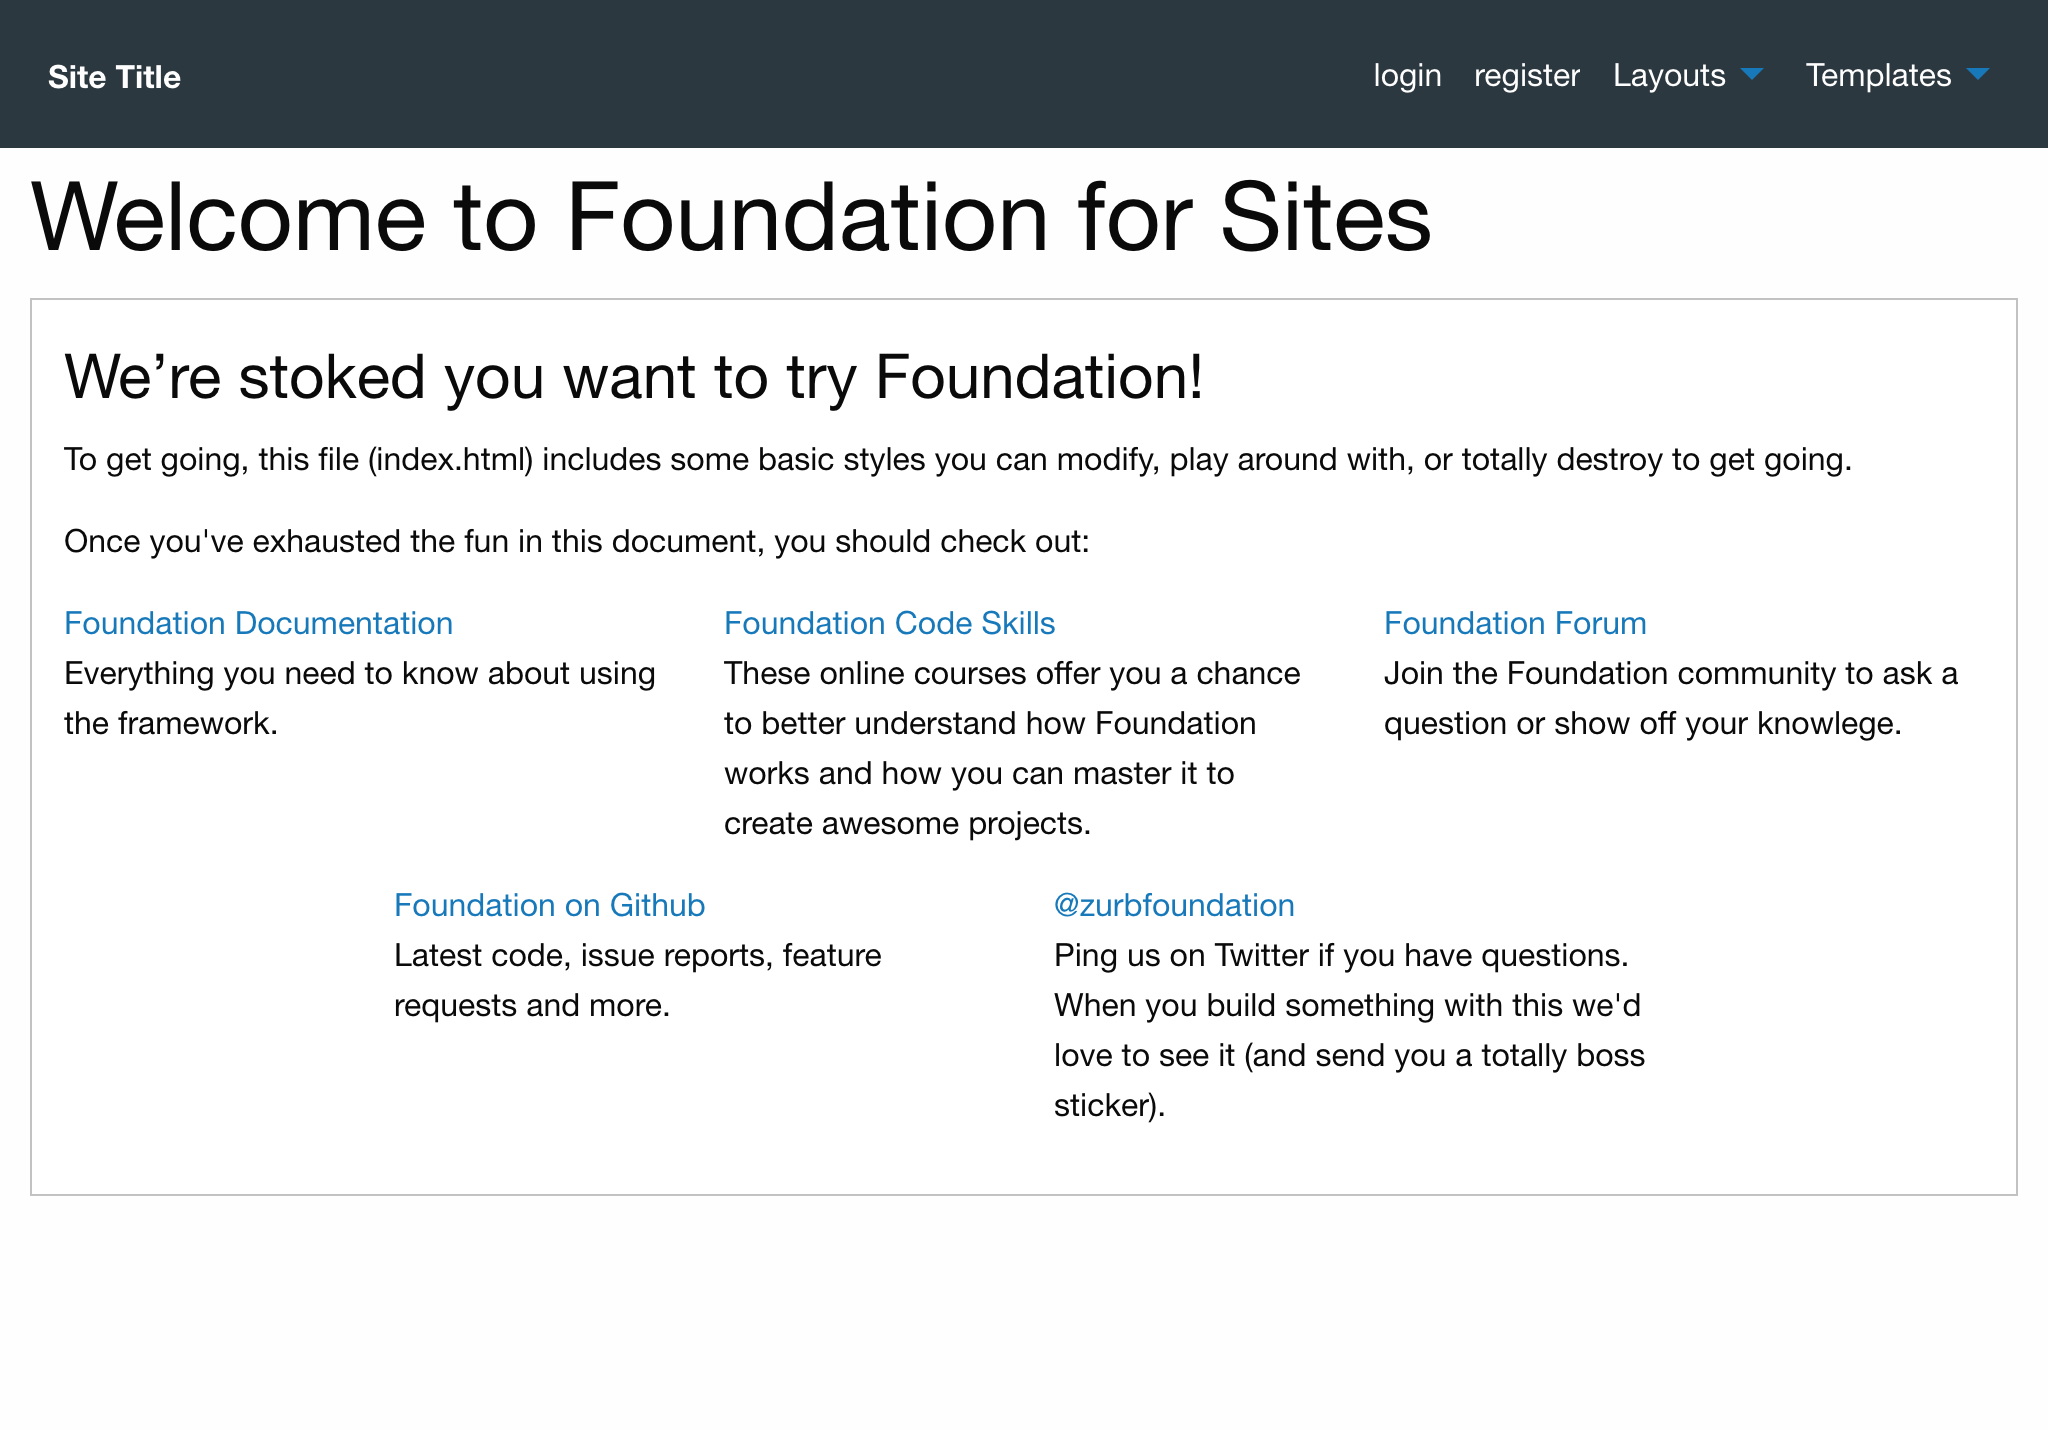 Site Title
login register Layouts Templates
Welcome to Foundation for Sites
We’re stoked you want to try Foundation!
To get going, this file (index.html) includes some basic styles you can modify, play around with, or totally destroy to get going.
Once you've exhausted the fun in this document, you should check out:
Foundation Documentation
Everything you need to know about using
the framework.
Foundation Code Skills
These online courses offer you a chance
to better understand how Foundation
works and how you can master it to
create awesome projects.
Foundation Forum
Join the Foundation community to ask a
question or show off your knowlege.
Foundation on Github
Latest code, issue reports, feature
requests and more.
@zurbfoundation
Ping us on Twitter if you have questions.
When you build something with this we'd
love to see it (and send you a totally boss
sticker).